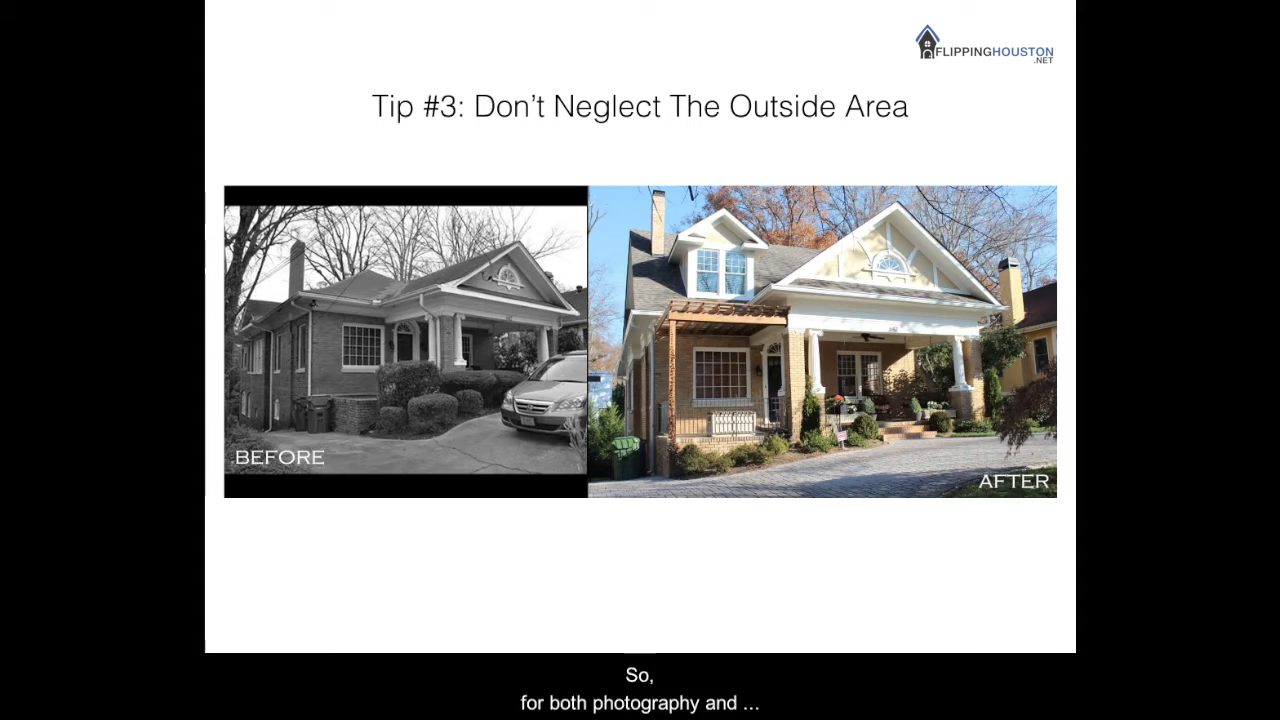 FLIPPINGHOUSTON
.NET
Tip #3: Don’t Neglect The Outside Area
BEFORE
AFTER
So,
for both photography and ...